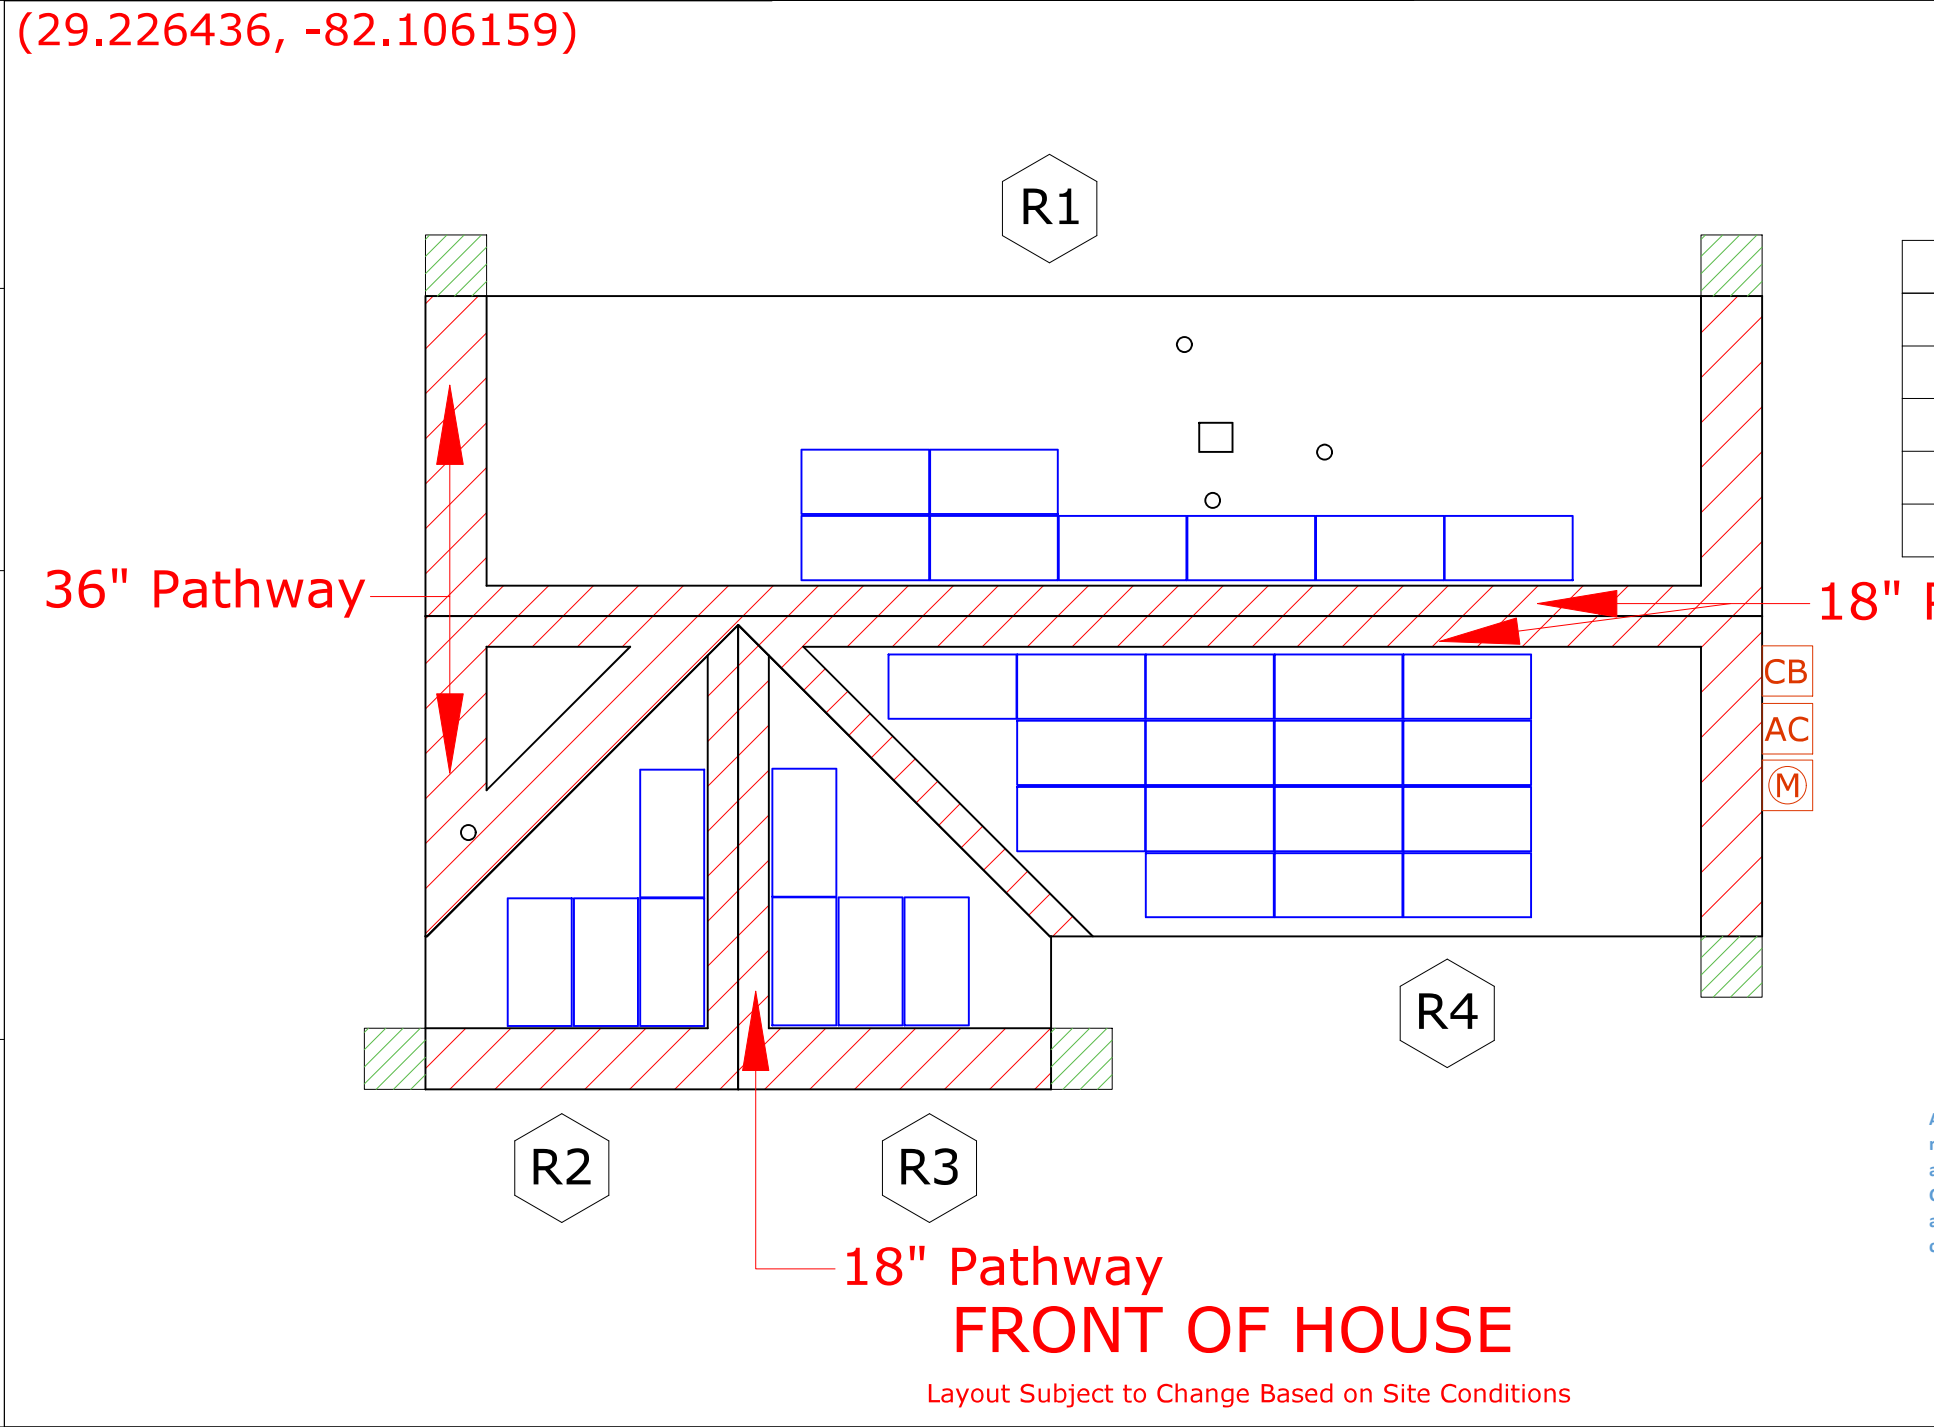 (29.226436, -82.106159)
R1
36" Pathway
18"
CB
AC
M
R4
R2
R3
18" Pathway
FRONT OF HOUSE
Layout Subject to Change Based on Site Conditions